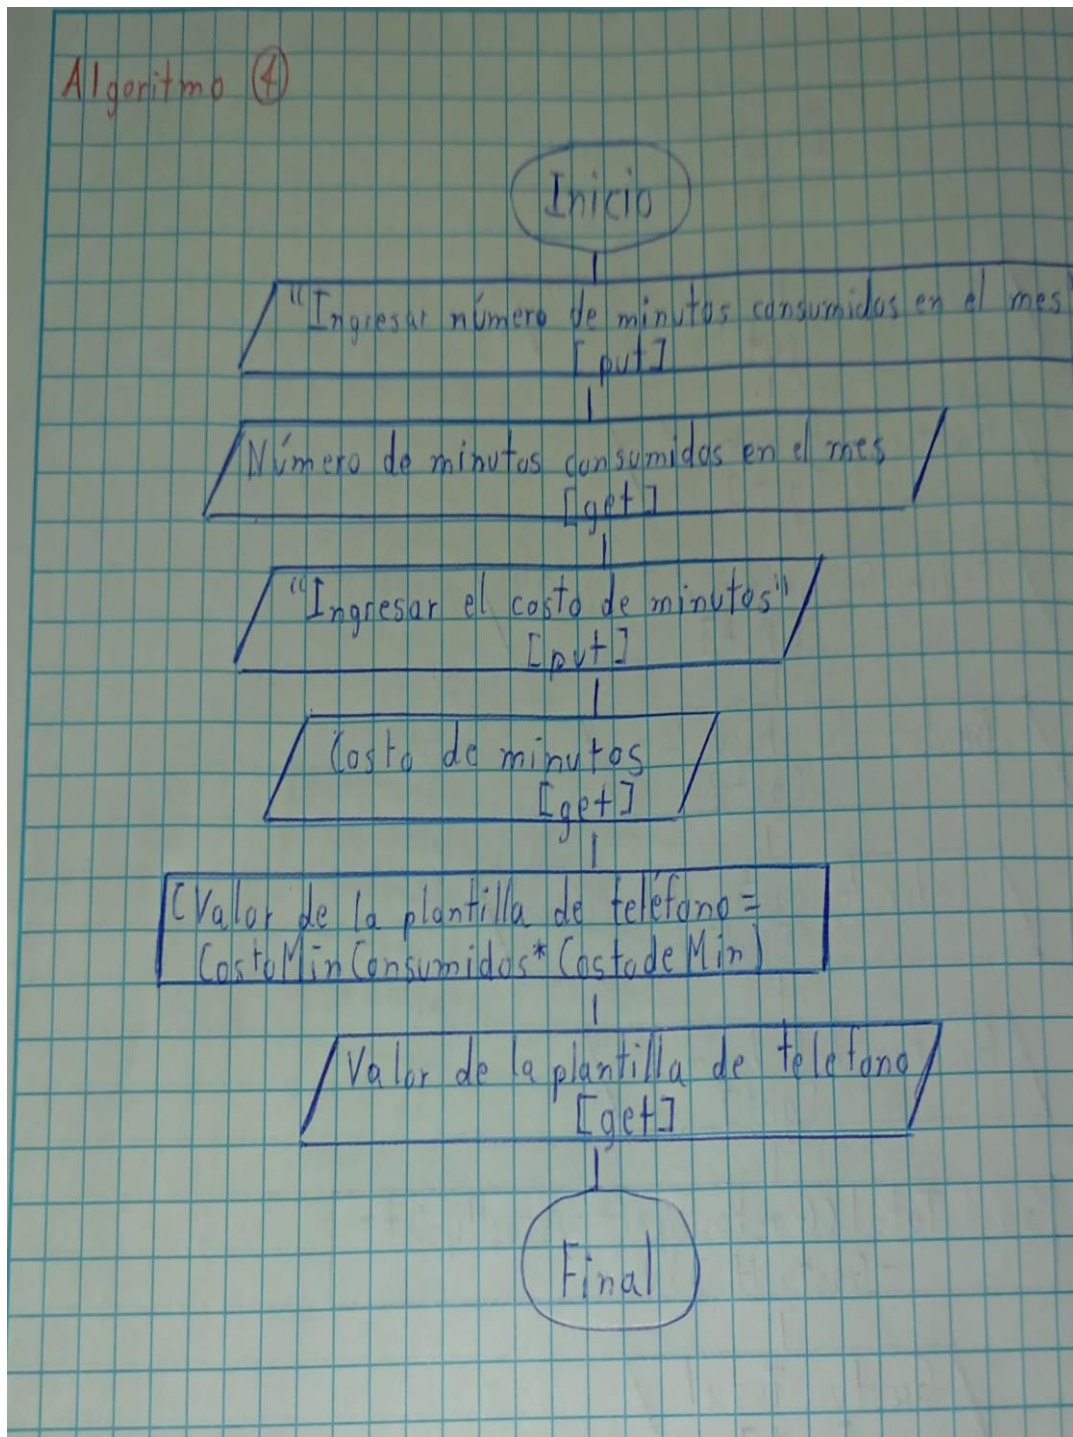 Algoritmo 4
Inicio
"Ingresar número de minutos consumidos en el mes
[put]
Número de minutos consumidos en el mes
[get]
"Ingresar el costo de minutos"
[put]
Costo de minutos
[get]
(Valor de la plantilla de teléfono =
CostoMinConsumidos * CostodeMin)
Valor de la plantilla de teléfono
[get]
Final